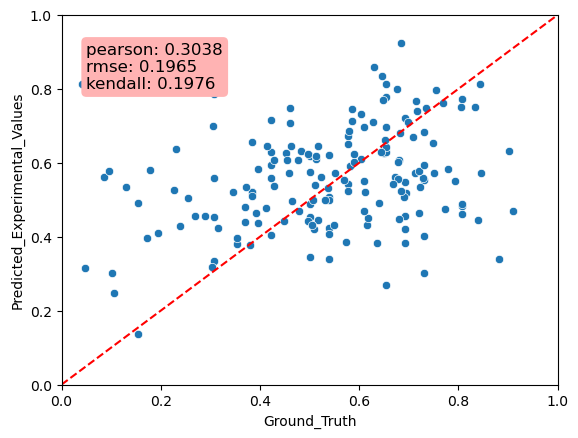 pearson: 0.3038
rmse: 0.1965
kendall: 0.1976
Predicted_Experimental_Values
1.0
0.8
0.6
0.4
0.2
0.0
0.0 0.2 0.4 0.6 0.8 1.0
Ground_Truth